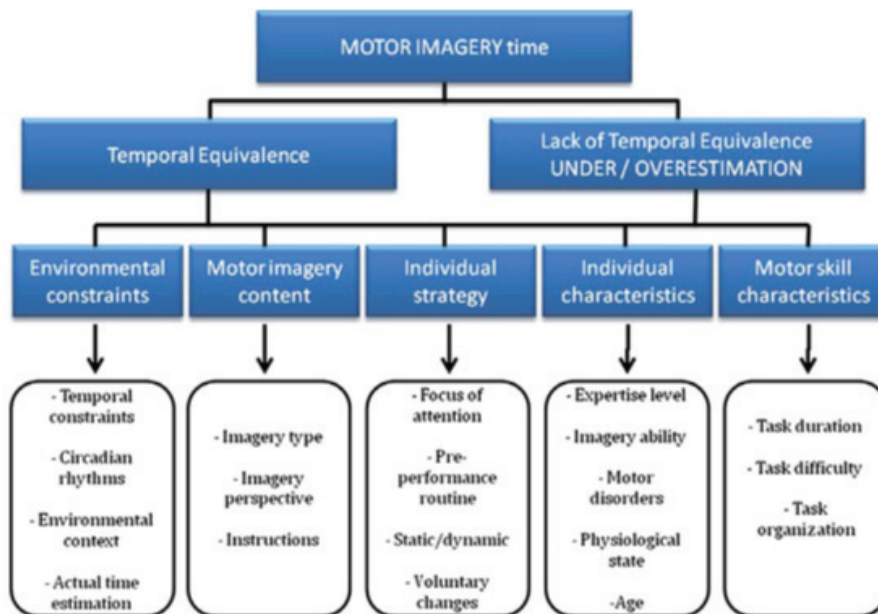 MOTOR IMAGERY time
Temporal Equivalence
Lack of Temporal Equivalence
UNDER / OVERESTIMATION
Environmental
constraints
Motor imagery
content
Individual
strategy
Individual
characteristics
Motor skill
characteristics
- Temporal
constraints
- Circadian
rhythms
- Environmental
context
- Actual time
estimation
- Imagery type
- Imagery
perspective
- Instructions
- Focus of
attention
- Pre-
performance
routine
- Static/dynamic
- Voluntary
changes
- Expertise level
- Imagery ability
- Motor
disorders
- Physiological
state
-Age
- Task duration
- Task difficulty
- Task
organization